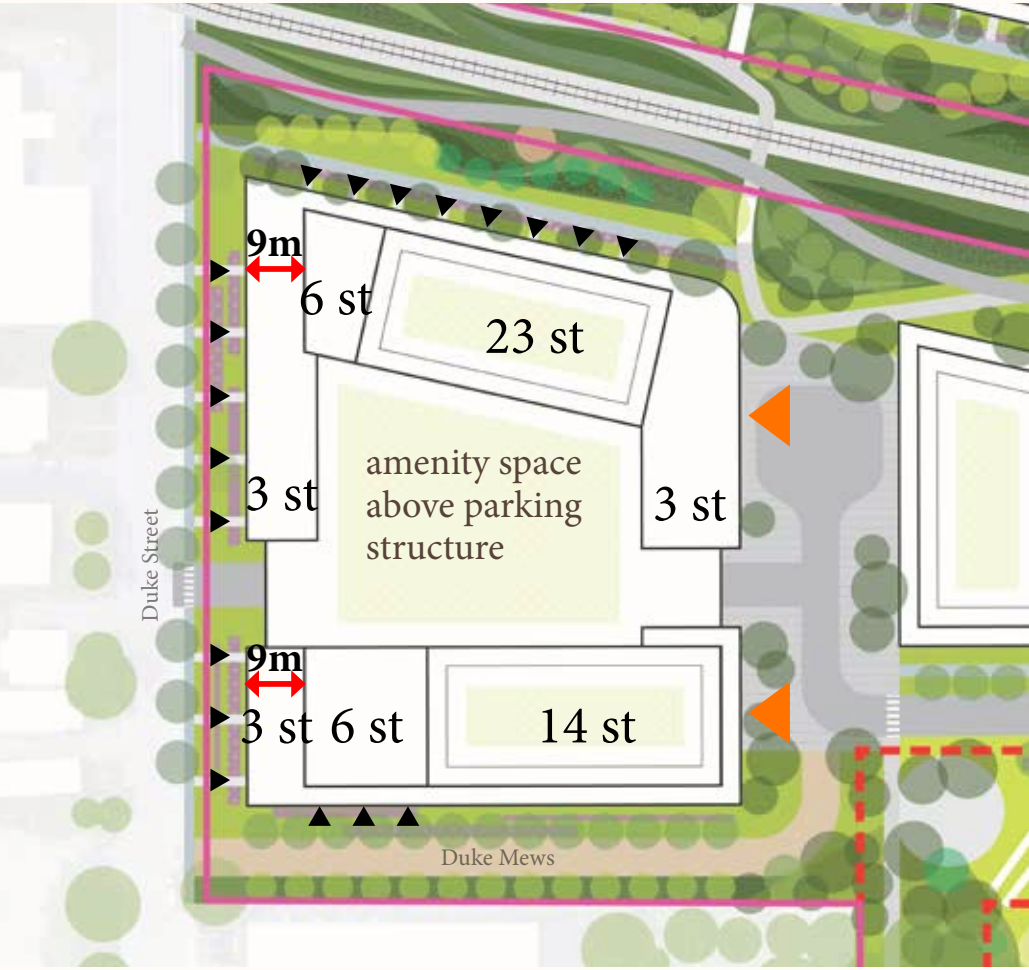 9m
6 st
23 st
amenity space
above parking
structure
3 st
3 st
Duke Street
9m
3 st
6 st
14 st
Duke Mews